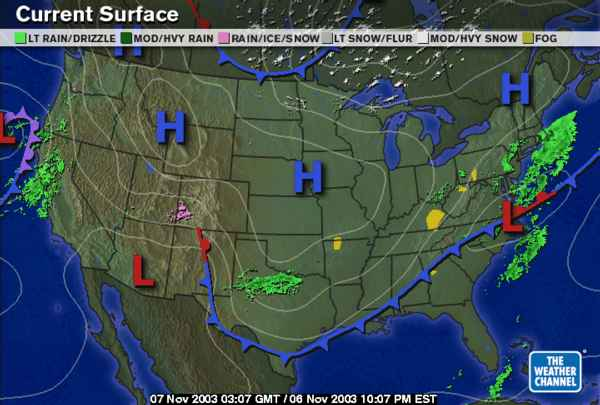 Current Surface
LT RAIN/DRIZZLE MOD/HVY RAIN RAIN/ICE/SNOW LT SNOW/FLUR MOD/HVY SNOW FOG
H
H
L
H
H
L
L
THE
WEATHER
CHANNEL
07 Nov 2003 03:07 GMT / 06 Nov 2003 10:07 PM EST